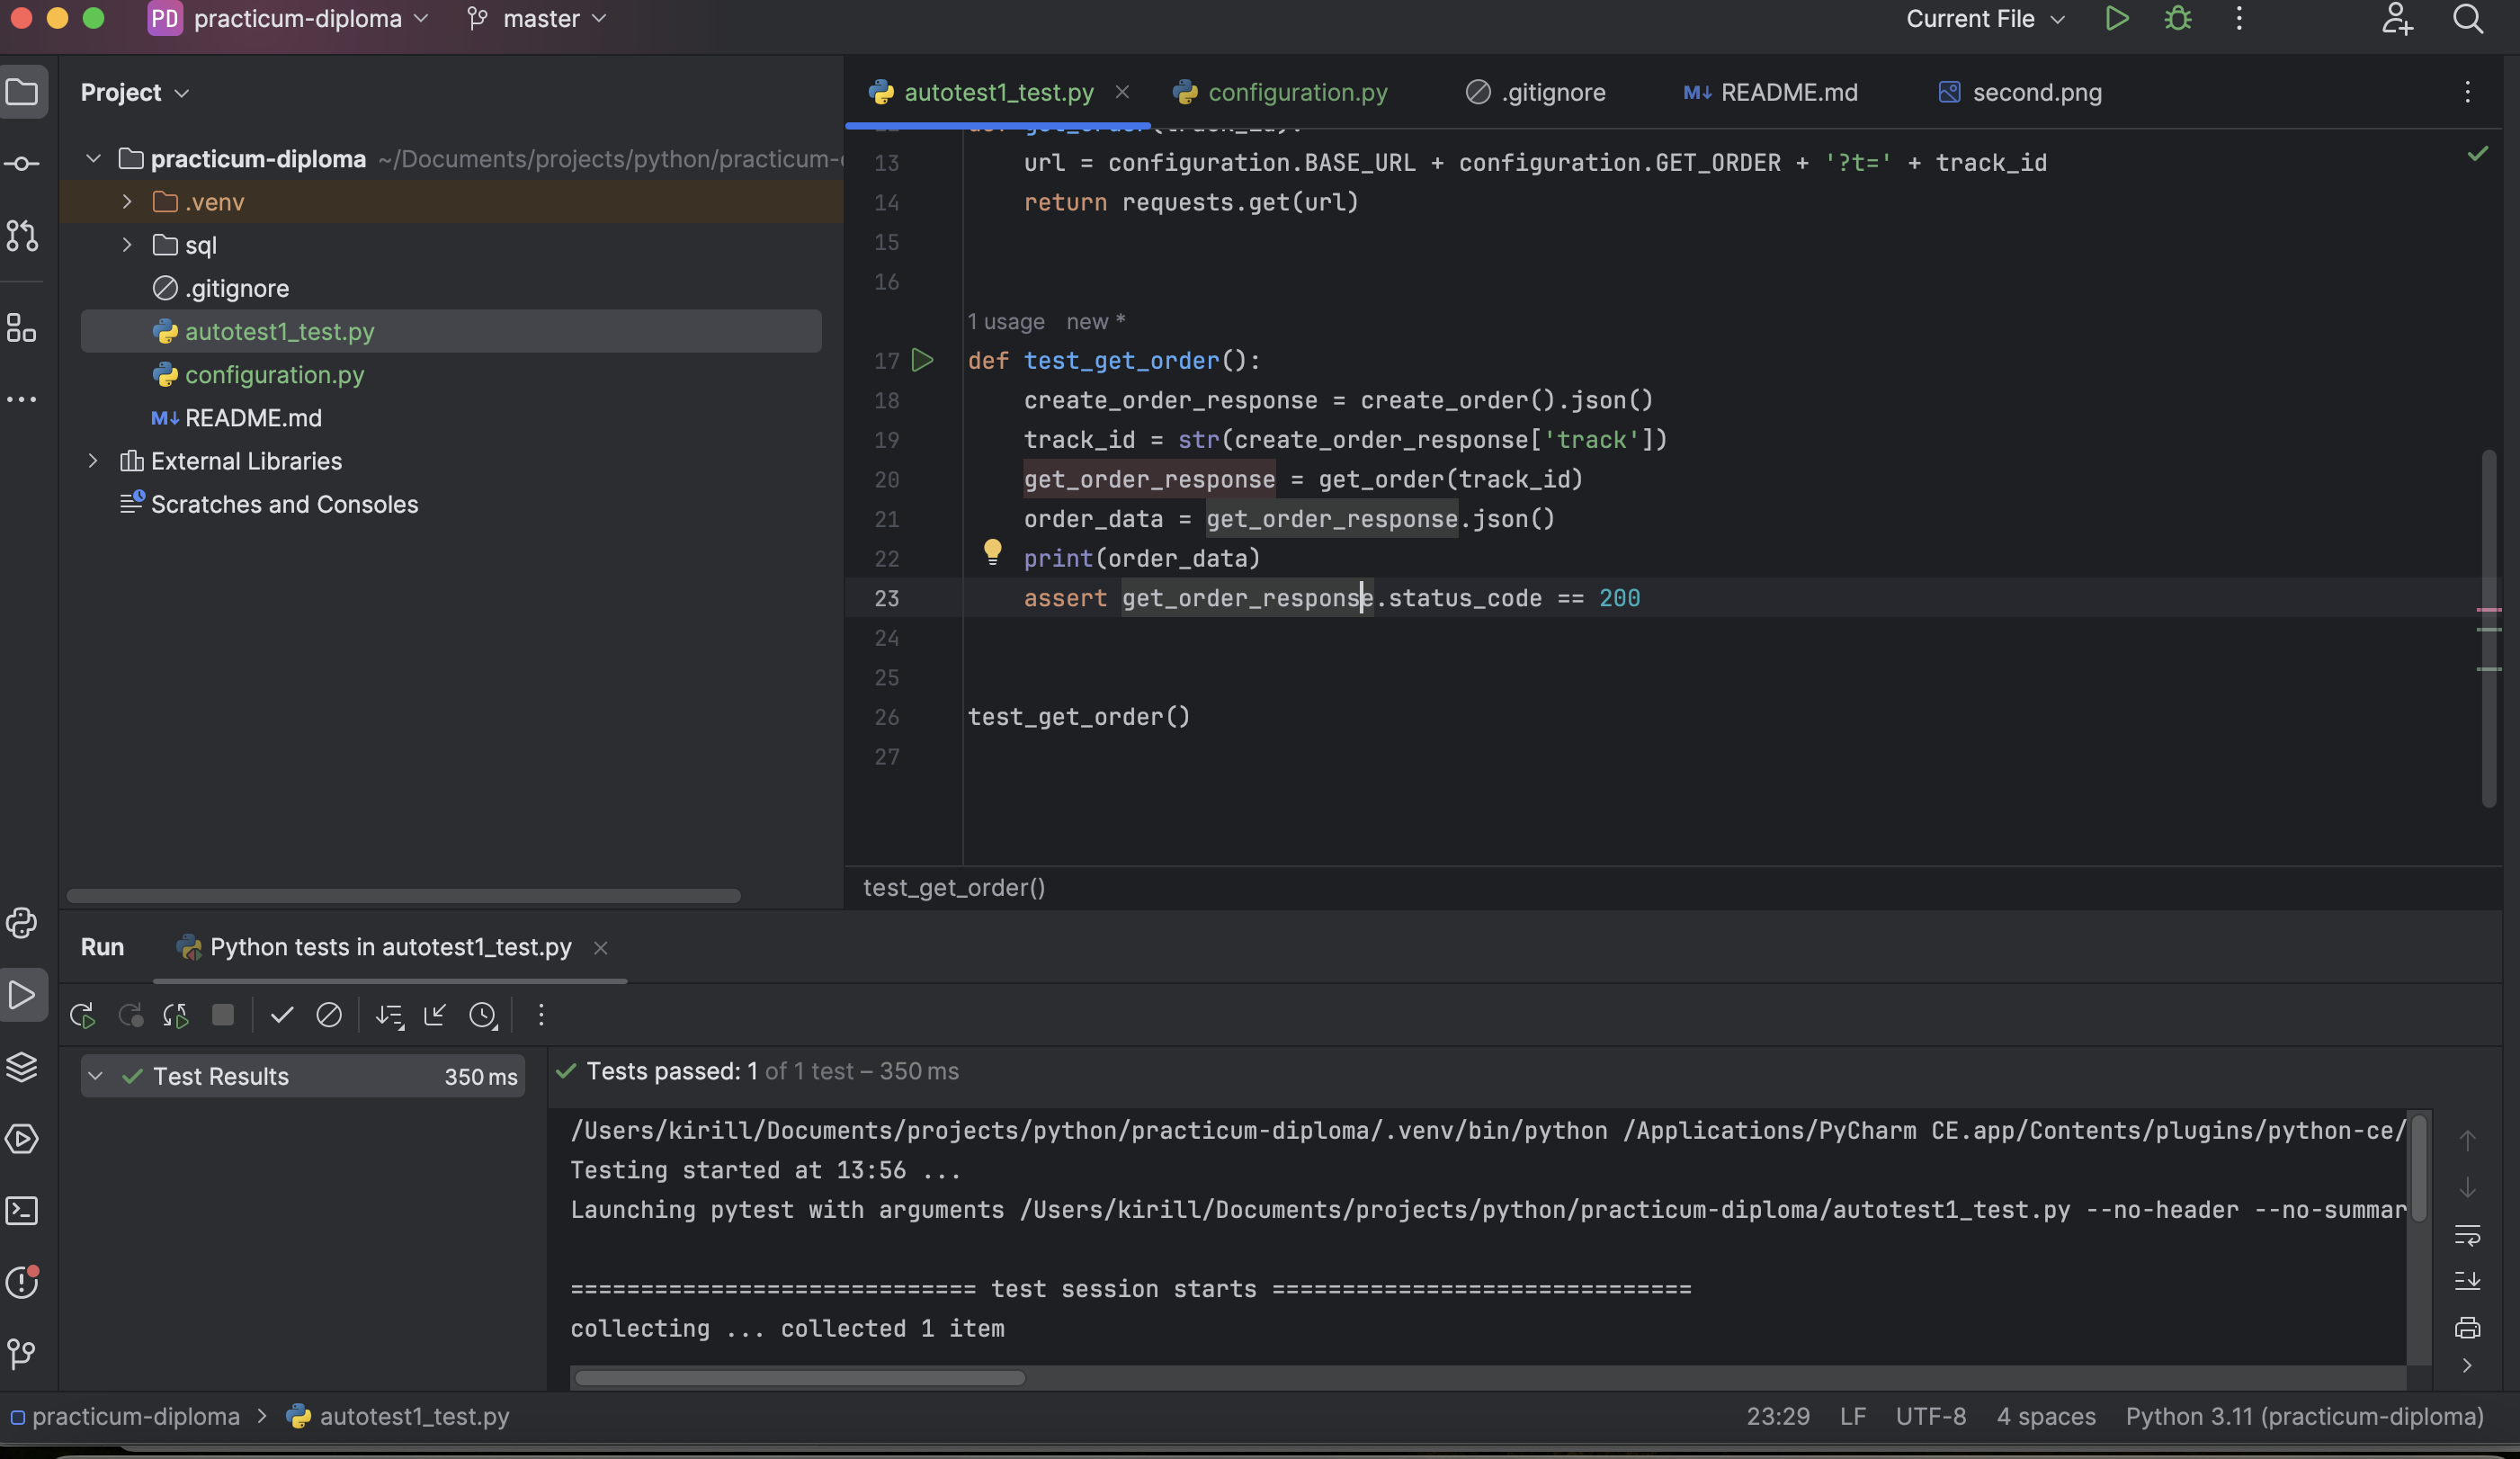 PD practicum-diploma master Current File
Project
autotest1_test.py configuration.py .gitignore M↓ README.md second.png
practicum-diploma ~/Documents/projects/python/practicum-
.venv
sql
.gitignore
autotest1_test.py
configuration.py
M↓ README.md
External Libraries
Scratches and Consoles
def get_order(track_id):
13 url = configuration.BASE_URL + configuration.GET_ORDER + '?t=' + track_id
14 return requests.get(url)
15
16
1 usage new *
17 def test_get_order():
18 create_order_response = create_order().json()
19 track_id = str(create_order_response['track'])
20 get_order_response = get_order(track_id)
21 order_data = get_order_response.json()
22 print(order_data)
23 assert get_order_response.status_code == 200
24
25
26 test_get_order()
27
test_get_order()
Run Python tests in autotest1_test.py
Test Results 350 ms
Tests passed: 1 of 1 test – 350 ms
/Users/kirill/Documents/projects/python/practicum-diploma/.venv/bin/python /Applications/PyCharm CE.app/Contents/plugins/python-ce/
Testing started at 13:56 ...
Launching pytest with arguments /Users/kirill/Documents/projects/python/practicum-diploma/autotest1_test.py --no-header --no-summar
============================= test session starts ==============================
collecting ... collected 1 item
practicum-diploma > autotest1_test.py 23:29 LF UTF-8 4 spaces Python 3.11 (practicum-diploma)